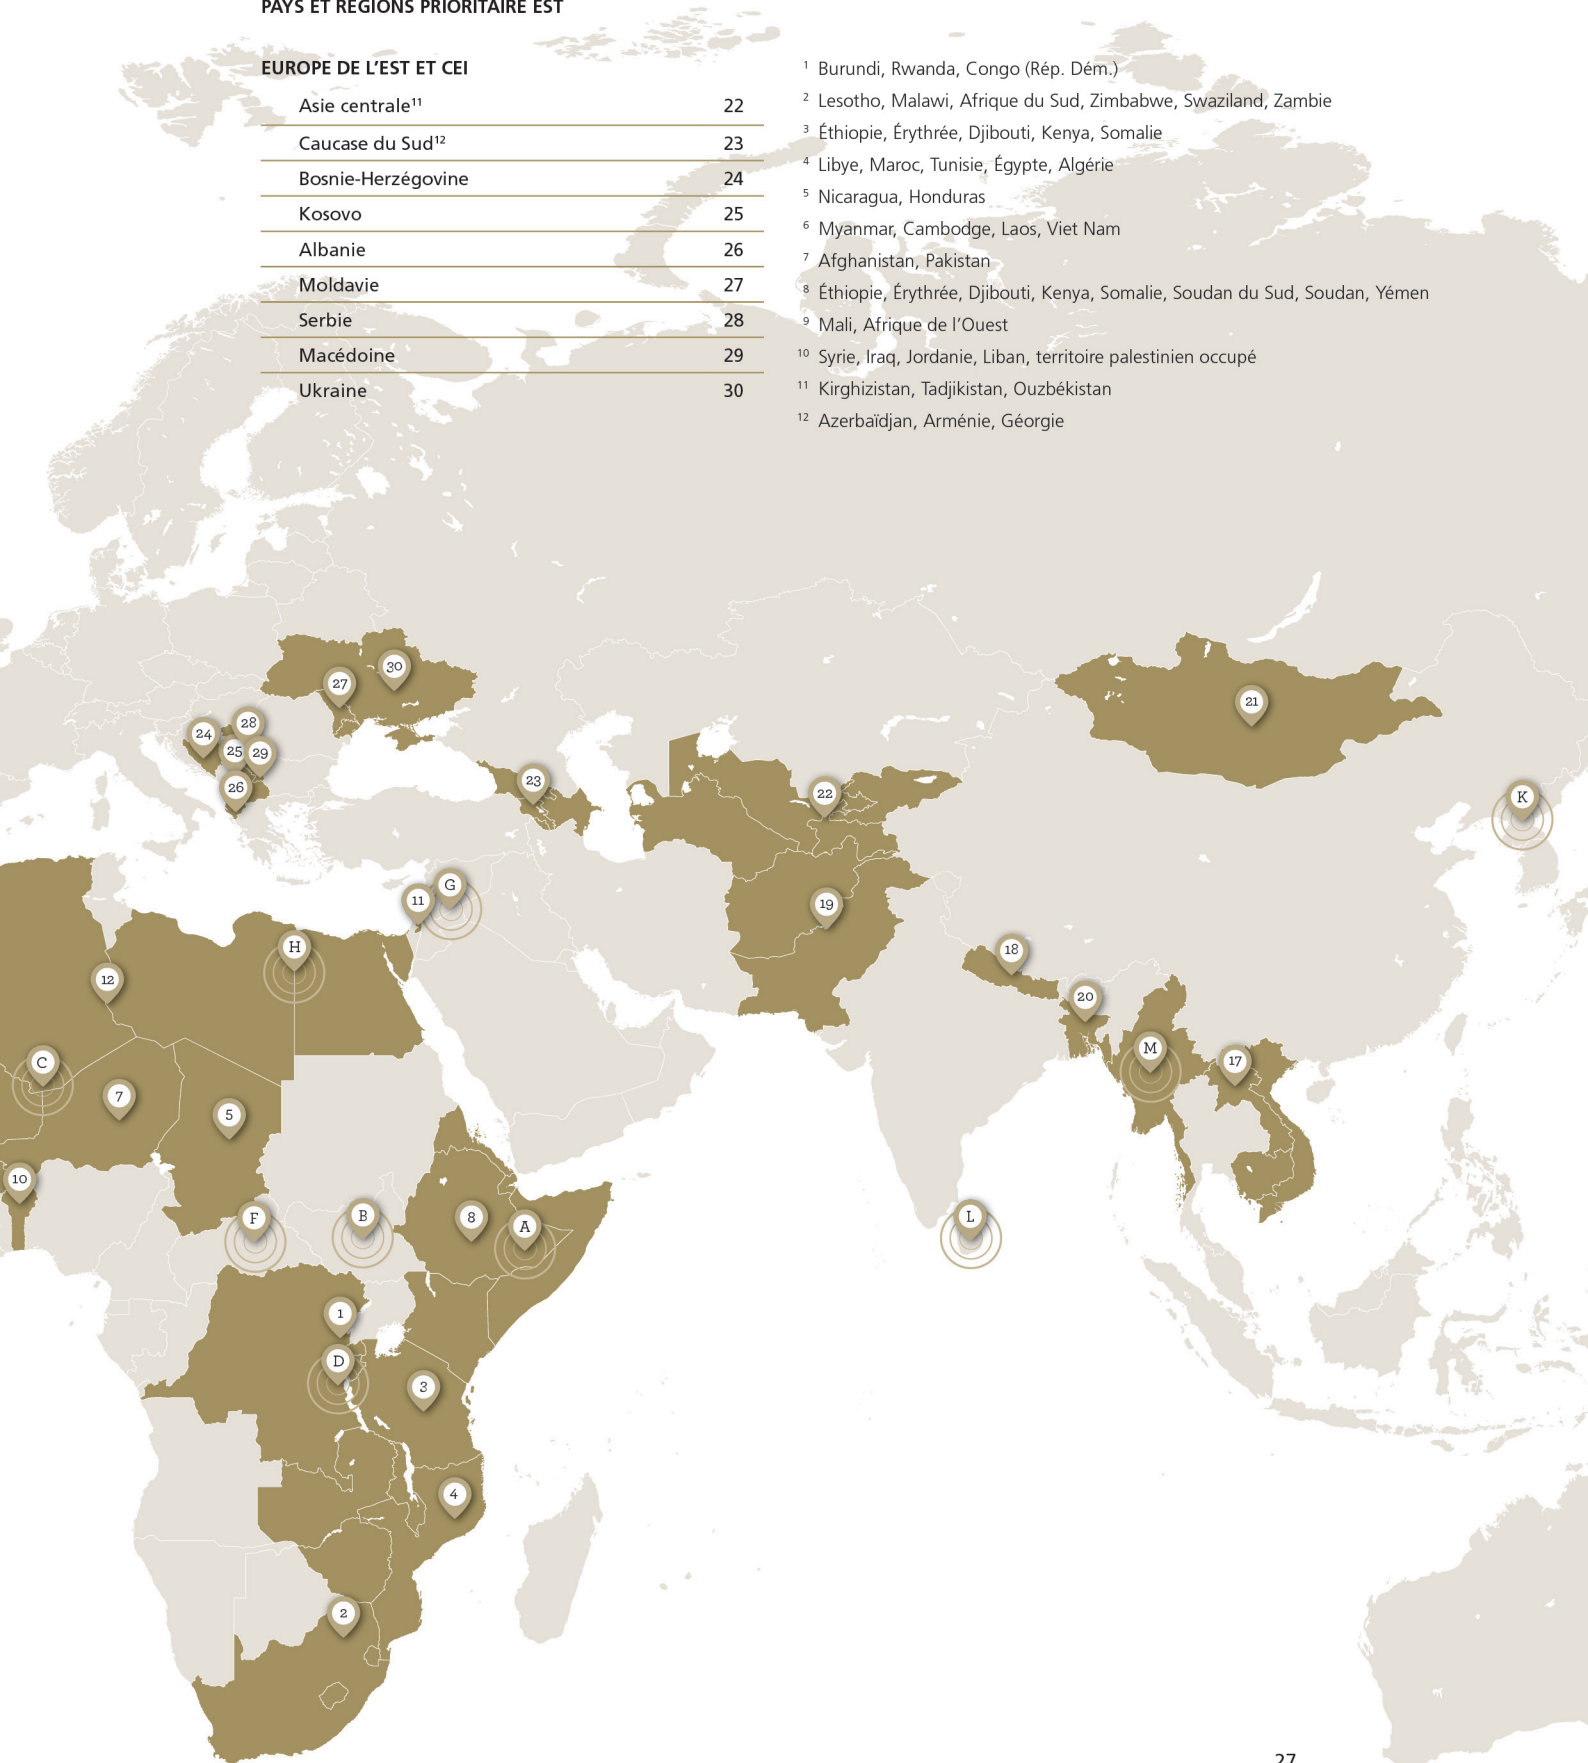 PAYS ET RÉGIONS PRIORITAIRE EST
EUROPE DE L’EST ET CEI
Asie centrale¹¹ 22
Caucase du Sud¹² 23
Bosnie-Herzégovine 24
Kosovo 25
Albanie 26
Moldavie 27
Serbie 28
Macédoine 29
Ukraine 30
¹ Burundi, Rwanda, Congo (Rép. Dém.)
² Lesotho, Malawi, Afrique du Sud, Zimbabwe, Swaziland, Zambie
³ Éthiopie, Érythrée, Djibouti, Kenya, Somalie
⁴ Libye, Maroc, Tunisie, Égypte, Algérie
⁵ Nicaragua, Honduras
⁶ Myanmar, Cambodge, Laos, Viet Nam
⁷ Afghanistan, Pakistan
⁸ Éthiopie, Érythrée, Djibouti, Kenya, Somalie, Soudan du Sud, Soudan, Yémen
⁹ Mali, Afrique de l’Ouest
¹⁰ Syrie, Iraq, Jordanie, Liban, territoire palestinien occupé
¹¹ Kirghizistan, Tadjikistan, Ouzbékistan
¹² Azerbaïdjan, Arménie, Géorgie
30
27
21
28
24
25
29
23
26
22
K
G
11
19
H
18
12
20
M
17
C
7
5
10
F
B
8
A
L
1
D
3
4
2
27